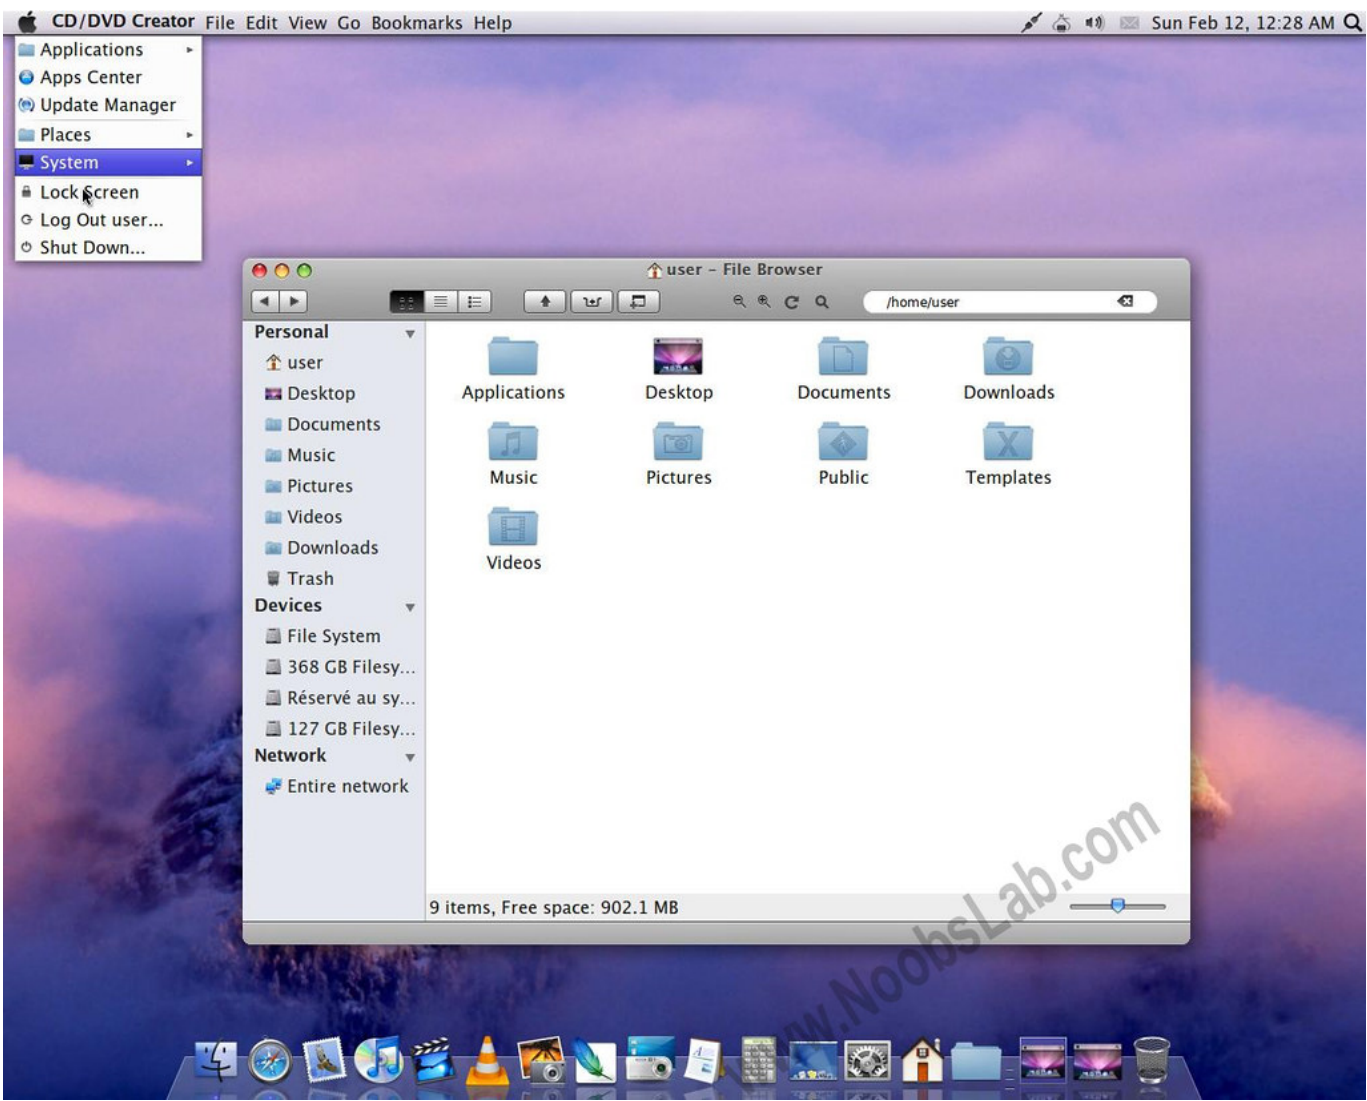 CD/DVD Creator File Edit View Go Bookmarks Help
Sun Feb 12, 12:28 AM
Applications
Apps Center
Update Manager
Places
System
Lock Screen
Log Out user...
Shut Down...
user – File Browser
/home/user
Personal
user
Desktop
Documents
Music
Pictures
Videos
Downloads
Trash
Devices
File System
368 GB Filesy...
Réservé au sy...
127 GB Filesy...
Network
Entire network
Applications Desktop Documents Downloads
Music Pictures Public Templates
Videos
9 items, Free space: 902.1 MB
www.NoobsLab.com